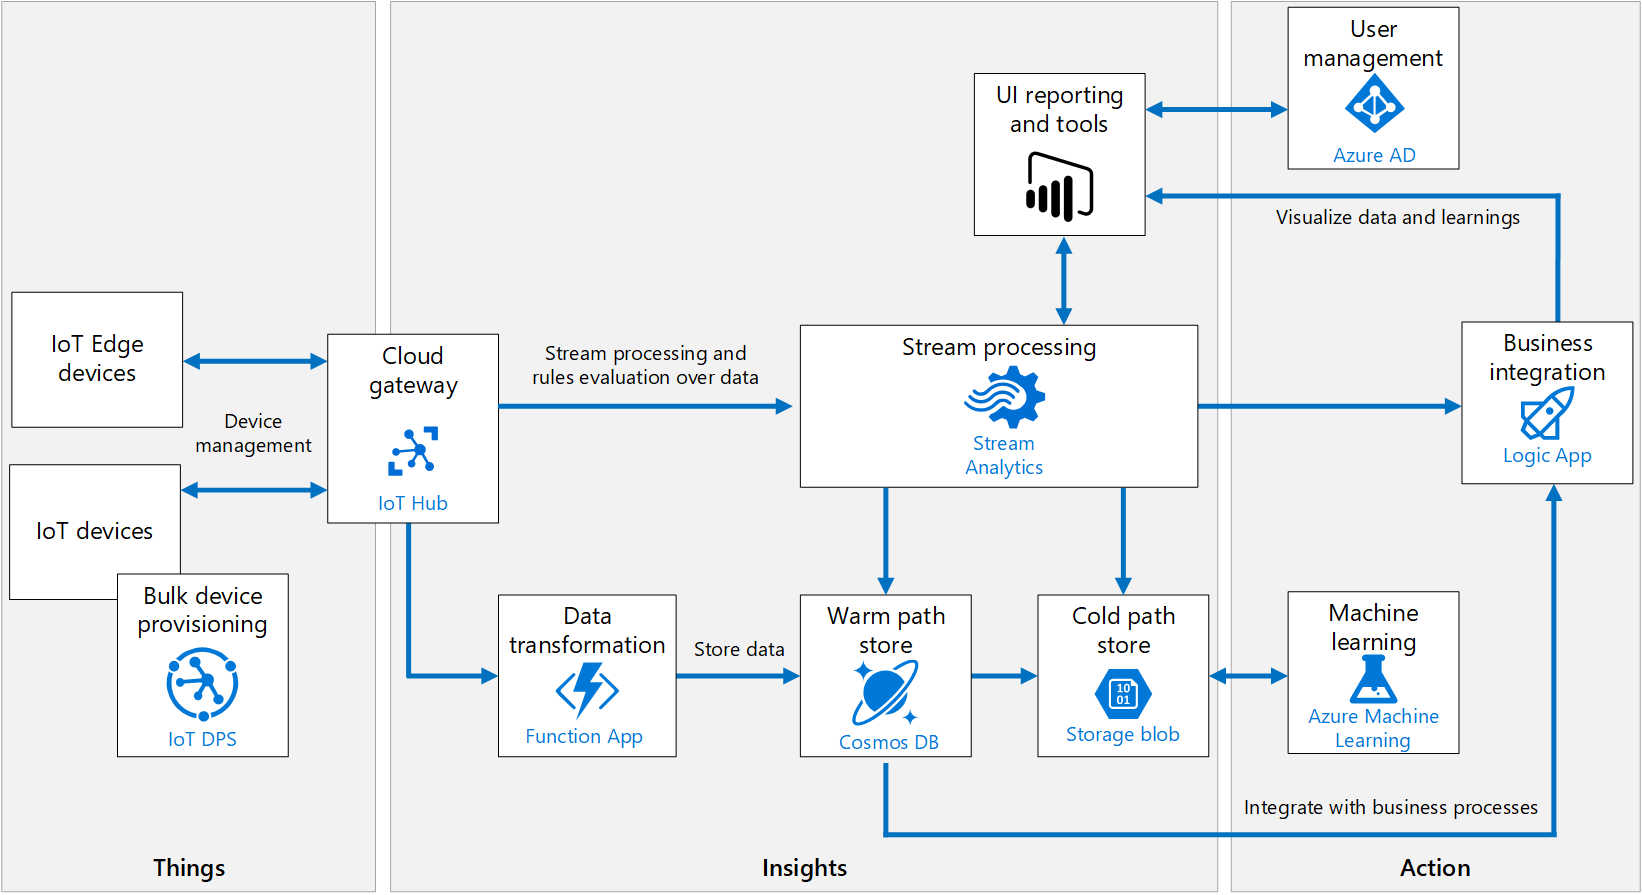 User
management
Azure AD
UI reporting
and tools
Visualize data and learnings
IoT Edge
devices
Device
management
IoT devices
Bulk device
provisioning
IoT DPS
Cloud
gateway
IoT Hub
Stream processing and
rules evaluation over data
Stream processing
Stream
Analytics
Business
integration
Logic App
Data
transformation
Function App
Store data
Warm path
store
Cosmos DB
Cold path
store
10
01
Storage blob
Machine
learning
Azure Machine
Learning
Integrate with business processes
Things
Insights
Action